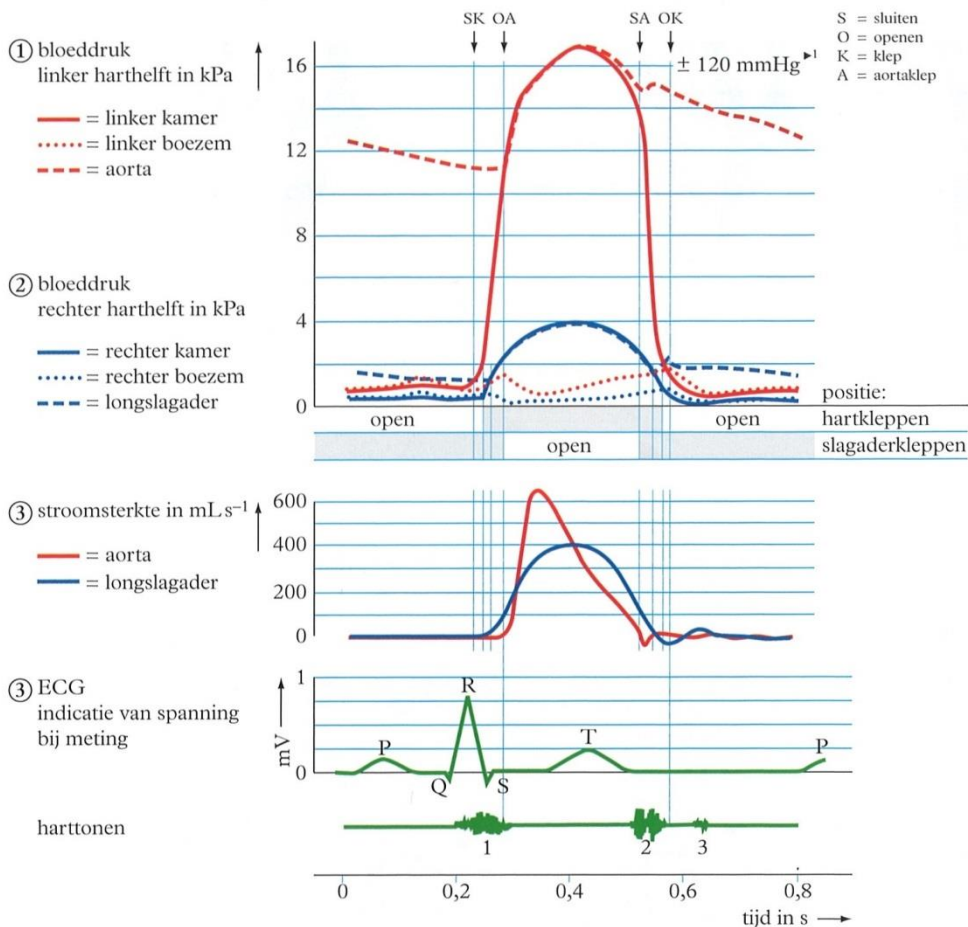 SK OA SA OK
S = sluiten
O = openen
K = klep
A = aortaklep
① bloeddruk
linker harthelft in kPa
= linker kamer
= linker boezem
= aorta
± 120 mmHg ►1
16
12
8
4
0
② bloeddruk
rechter harthelft in kPa
= rechter kamer
= rechter boezem
= longslagader
positie:
open open hartkleppen
open slagaderkleppen
③ stroomsterkte in mL s⁻¹
= aorta
= longslagader
600
400
200
0
③ ECG
indicatie van spanning
bij meting
mV
1
0
P Q R S T P
harttonen
1 2 3
0 0,2 0,4 0,6 0,8
tijd in s